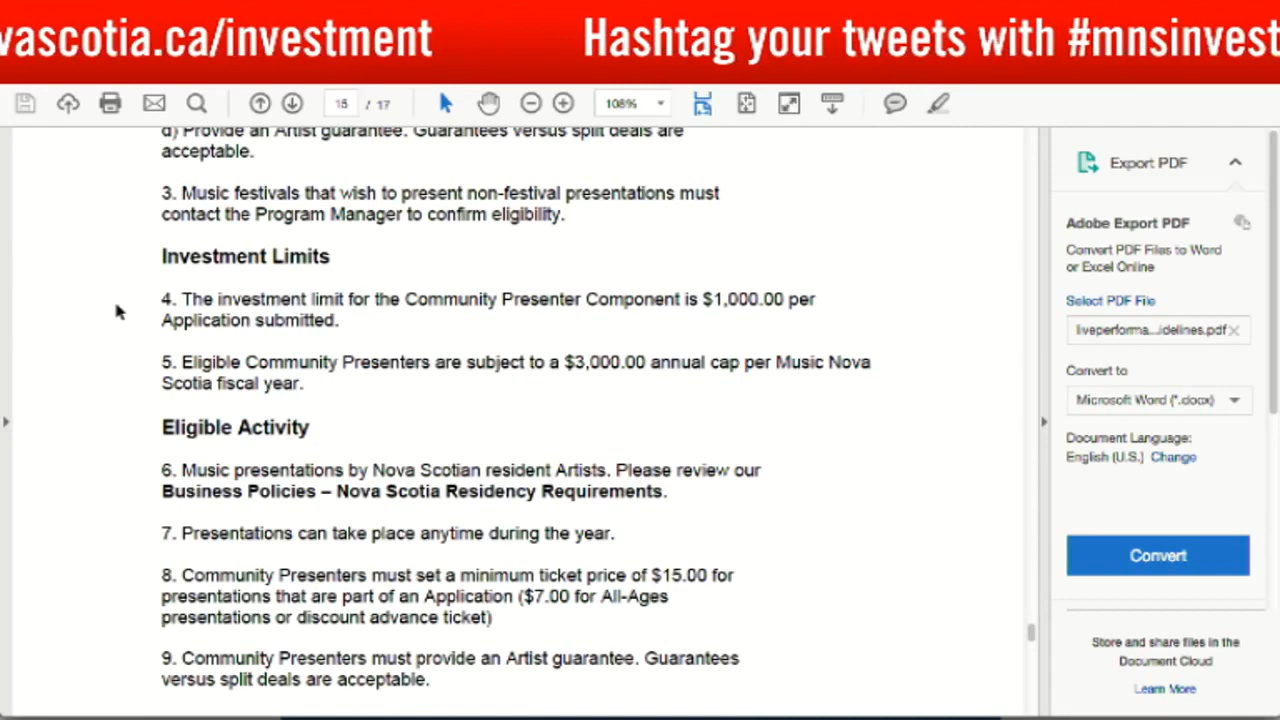 vascotia.ca/investment
Hashtag your tweets with #mnsinvest
15 / 17
108%
d) Provide an Artist guarantee. Guarantees versus split deals are
acceptable.
3. Music festivals that wish to present non-festival presentations must
contact the Program Manager to confirm eligibility.
Investment Limits
4. The investment limit for the Community Presenter Component is $1,000.00 per
Application submitted.
5. Eligible Community Presenters are subject to a $3,000.00 annual cap per Music Nova
Scotia fiscal year.
Eligible Activity
6. Music presentations by Nova Scotian resident Artists. Please review our
Business Policies – Nova Scotia Residency Requirements.
7. Presentations can take place anytime during the year.
8. Community Presenters must set a minimum ticket price of $15.00 for
presentations that are part of an Application ($7.00 for All-Ages
presentations or discount advance ticket)
9. Community Presenters must provide an Artist guarantee. Guarantees
versus split deals are acceptable.
Export PDF
Adobe Export PDF
Convert PDF Files to Word
or Excel Online
Select PDF File
liveperforma...idelines.pdf
Convert to
Microsoft Word (*.docx)
Document Language:
English (U.S.) Change
Convert
Store and share files in the
Document Cloud
Learn More